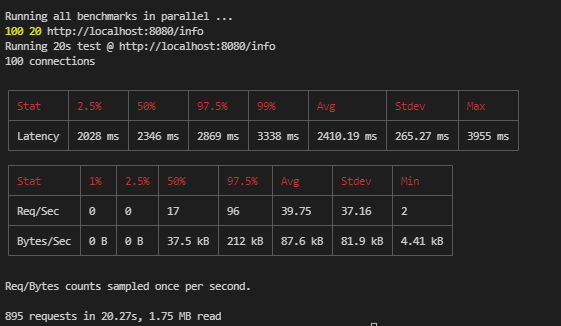 Running all benchmarks in parallel ...
100 20 http://localhost:8080/info
Running 20s test @ http://localhost:8080/info
100 connections
Stat 2.5% 50% 97.5% 99% Avg Stdev Max
Latency 2028 ms 2346 ms 2869 ms 3338 ms 2410.19 ms 265.27 ms 3955 ms
Stat 1% 2.5% 50% 97.5% Avg Stdev Min
Req/Sec 0 0 17 96 39.75 37.16 2
Bytes/Sec 0 B 0 B 37.5 kB 212 kB 87.6 kB 81.9 kB 4.41 kB
Req/Bytes counts sampled once per second.
895 requests in 20.27s, 1.75 MB read